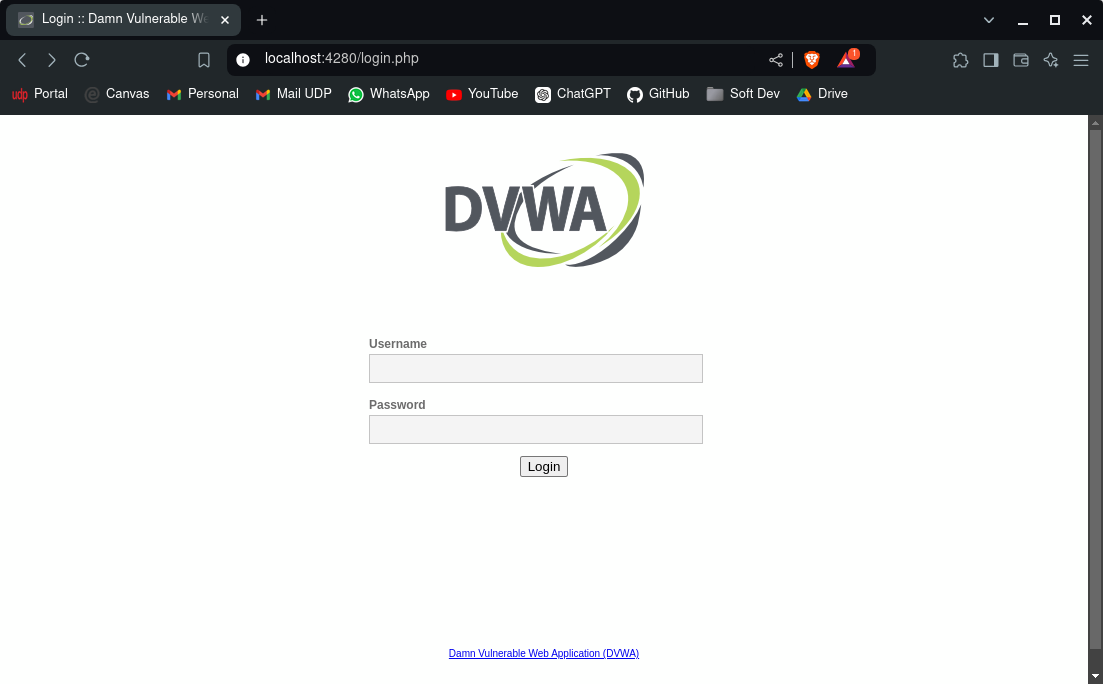 Login :: Damn Vulnerable We
localhost:4280/login.php
1
udp Portal Canvas Personal Mail UDP WhatsApp YouTube ChatGPT GitHub Soft Dev Drive
DVWA
Username
Password
Login
Damn Vulnerable Web Application (DVWA)